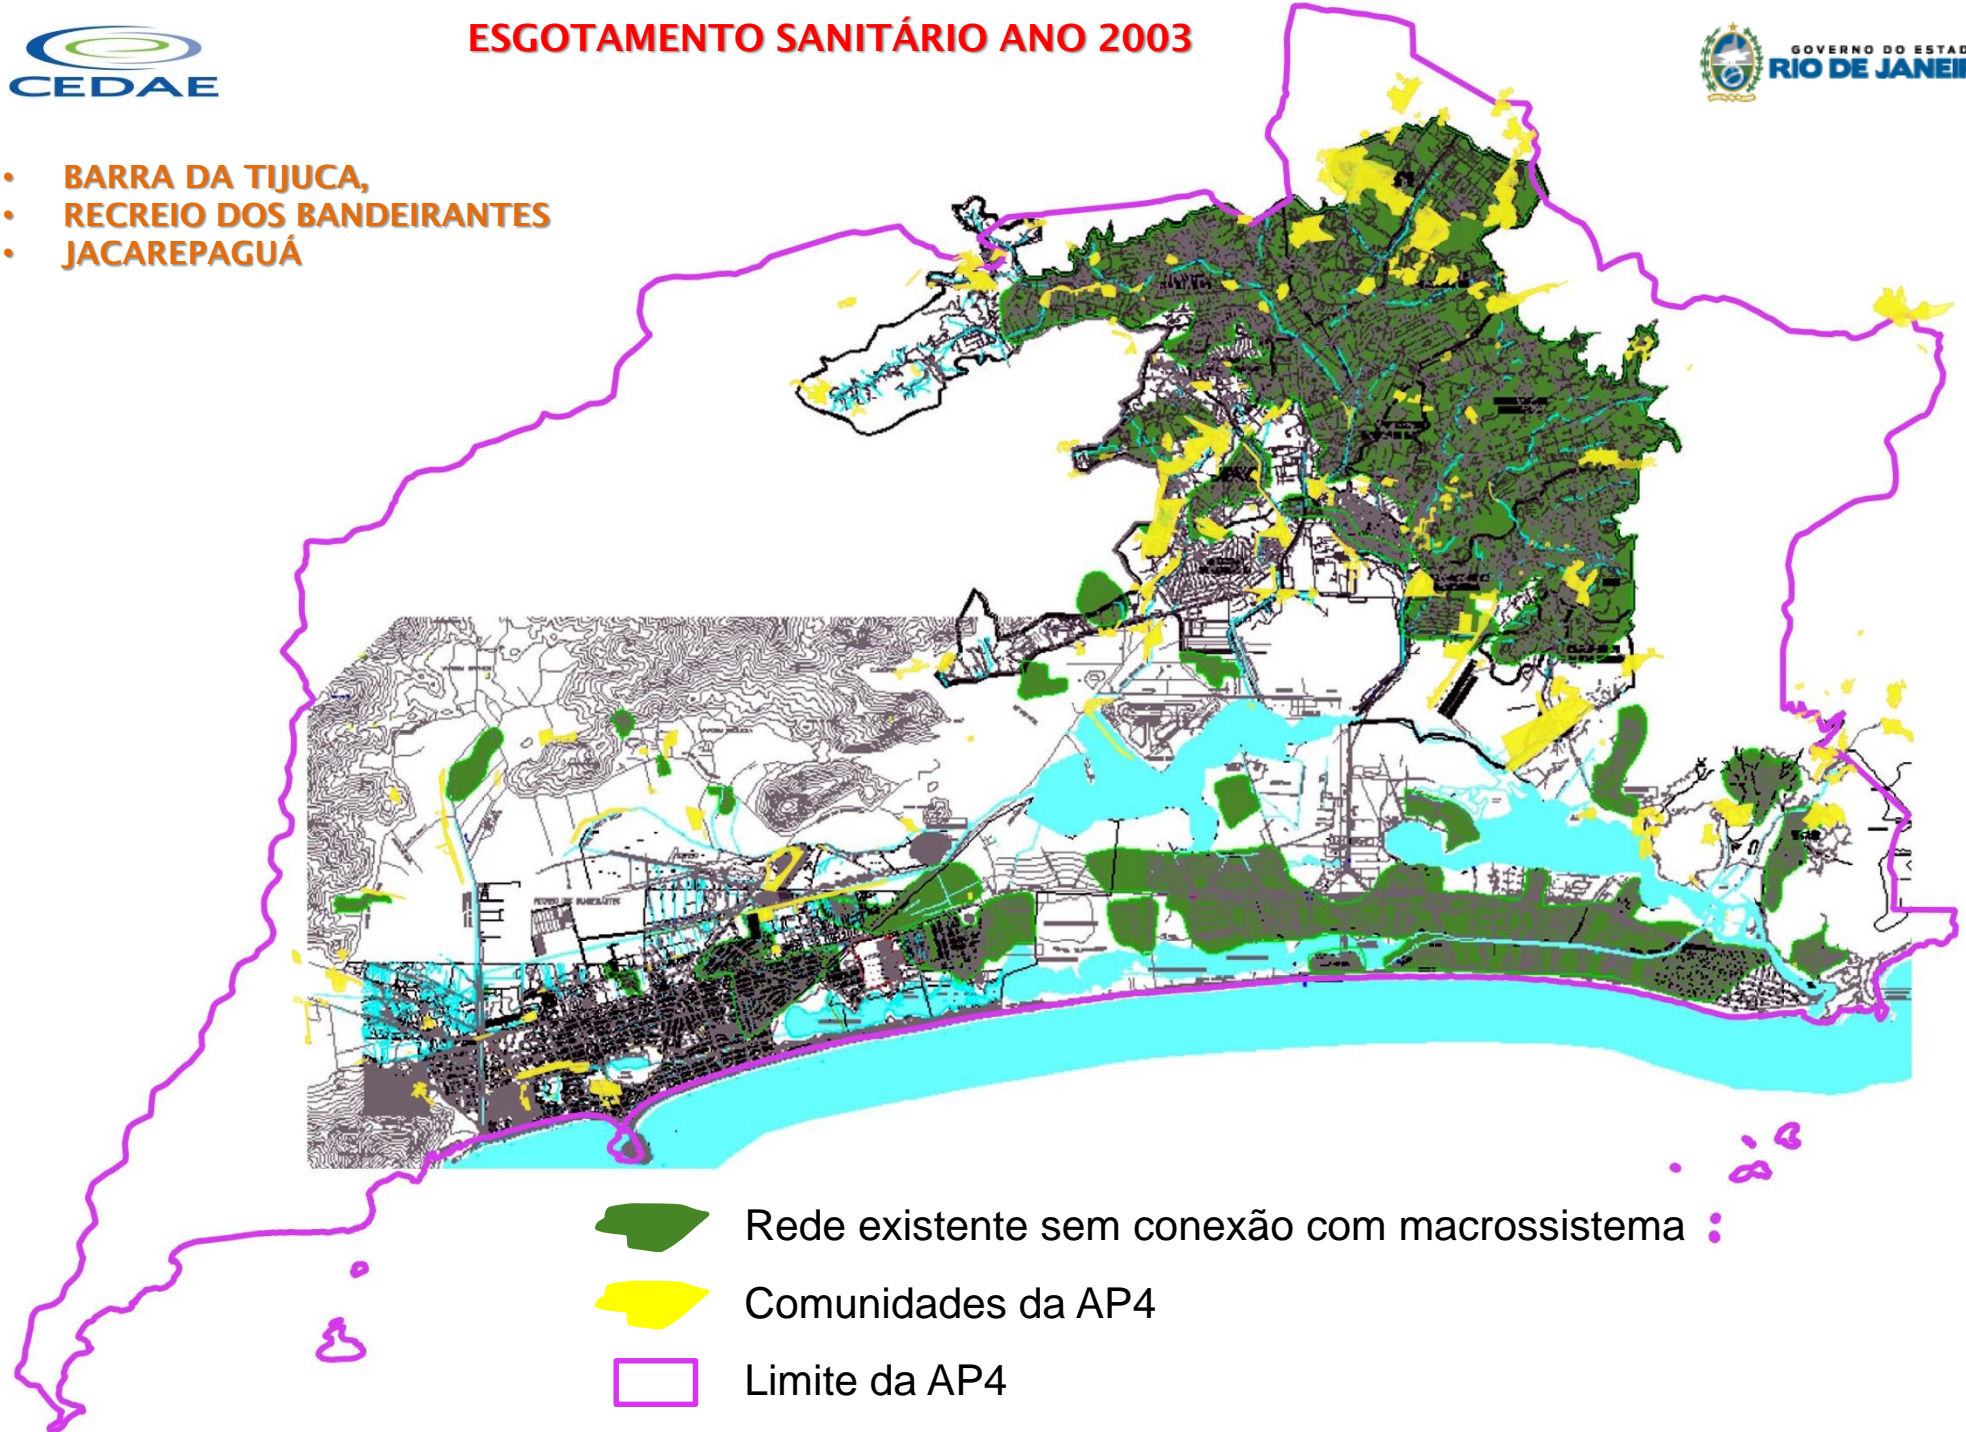 CEDAE
ESGOTAMENTO SANITÁRIO ANO 2003
GOVERNO DO ESTAD
RIO DE JANEI
• BARRA DA TIJUCA,
• RECREIO DOS BANDEIRANTES
• JACAREPAGUÁ
Rede existente sem conexão com macrossistema
Comunidades da AP4
Limite da AP4